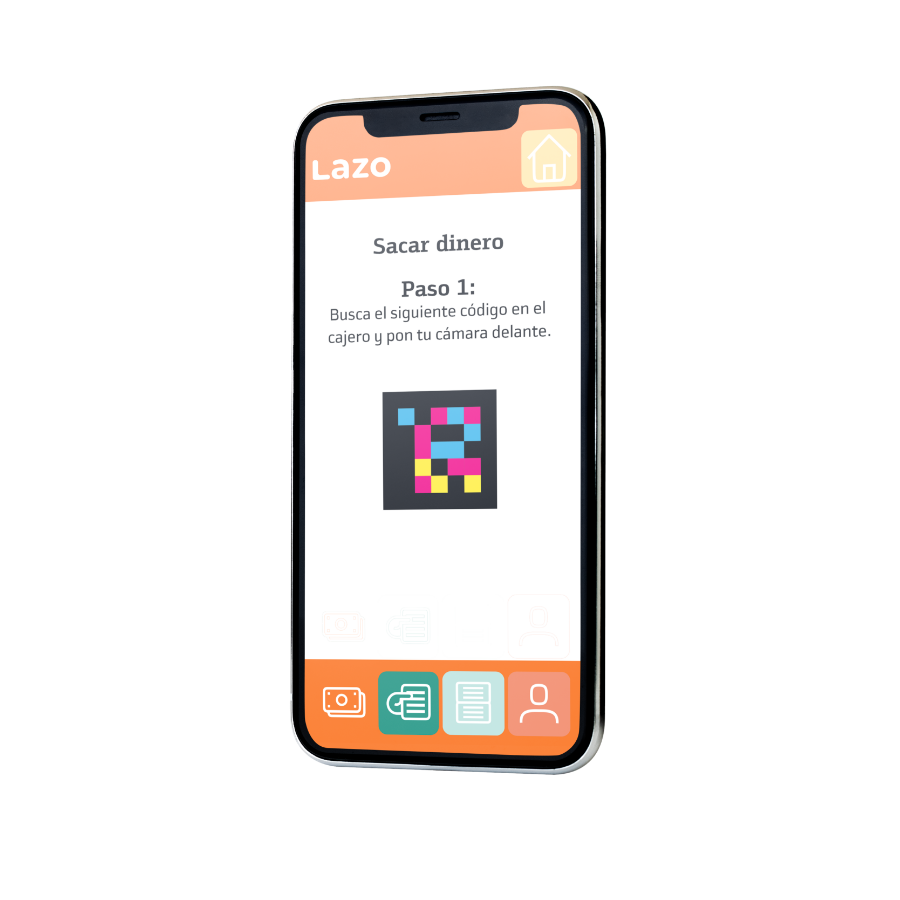 Lazo
Sacar dinero
Paso 1:
Busca el siguiente código en el
cajero y pon tu cámara delante.